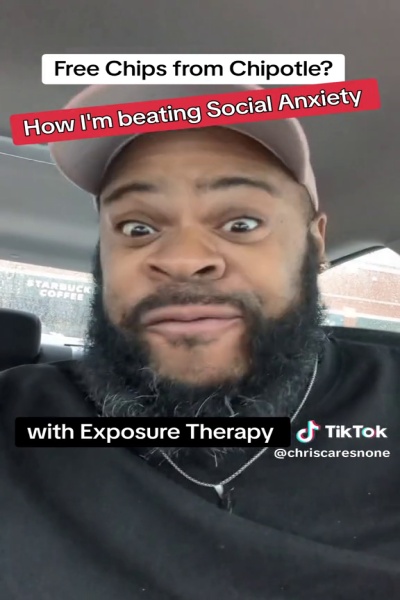 Free Chips from Chipotle?
How I'm beating Social Anxiety
STARBUCKS
COFFEE
with Exposure Therapy
TikTok
@chriscaresnone